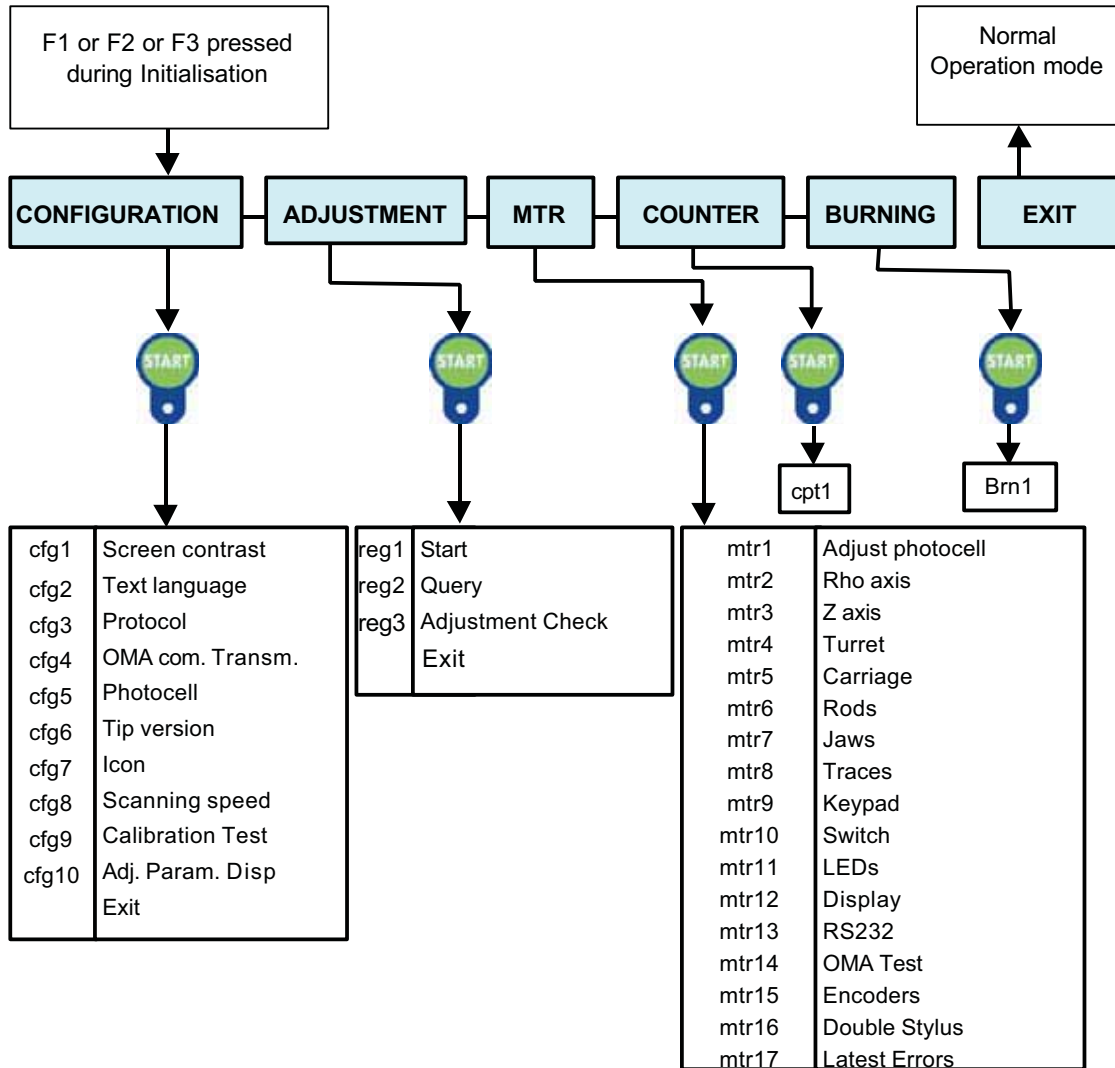 F1 or F2 or F3 pressed
during Initialisation
Normal
Operation mode
CONFIGURATION
ADJUSTMENT
MTR
COUNTER
BURNING
EXIT
START
START
START
START
START
cpt1
Brn1
cfg1 Screen contrast
cfg2 Text language
cfg3 Protocol
cfg4 OMA com. Transm.
cfg5 Photocell
cfg6 Tip version
cfg7 Icon
cfg8 Scanning speed
cfg9 Calibration Test
cfg10 Adj. Param. Disp
Exit
reg1 Start
reg2 Query
reg3 Adjustment Check
Exit
mtr1 Adjust photocell
mtr2 Rho axis
mtr3 Z axis
mtr4 Turret
mtr5 Carriage
mtr6 Rods
mtr7 Jaws
mtr8 Traces
mtr9 Keypad
mtr10 Switch
mtr11 LEDs
mtr12 Display
mtr13 RS232
mtr14 OMA Test
mtr15 Encoders
mtr16 Double Stylus
mtr17 Latest Errors